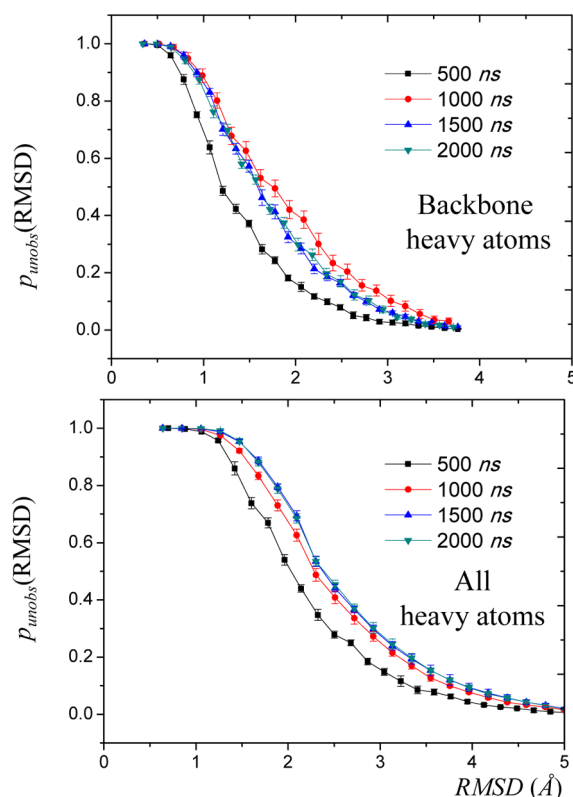 1.0
0.8
0.6
0.4
0.2
0.0
p_unobs(RMSD)
500 ns
1000 ns
1500 ns
2000 ns
Backbone
heavy atoms
0 1 2 3 4 5
1.0
0.8
0.6
0.4
0.2
0.0
p_unobs(RMSD)
500 ns
1000 ns
1500 ns
2000 ns
All
heavy atoms
0 1 2 3 4 5
RMSD (Å)